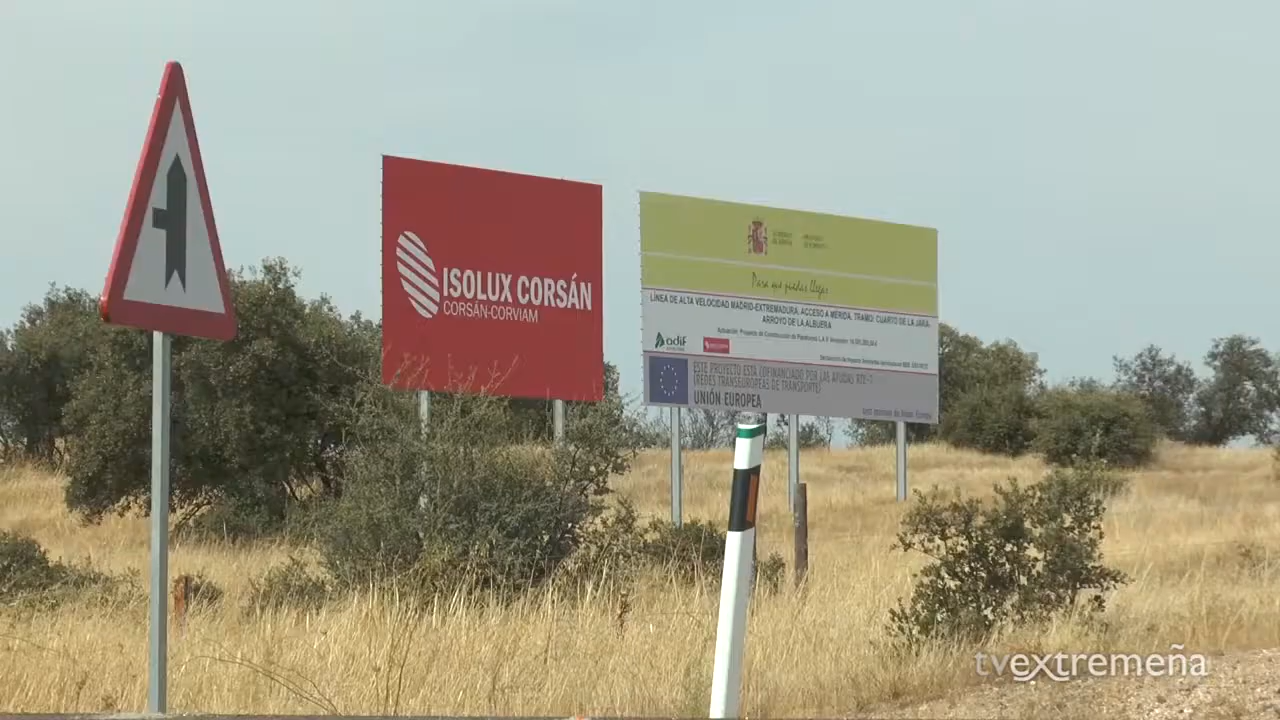 ISOLUX CORSÁN
CORSÁN-CORVIAM
Para que puedas llegar
LÍNEA DE ALTA VELOCIDAD MADRID-EXTREMADURA. ACCESO A MÉRIDA. TRAMO: CUARTO DE LA JARA-
ARROYO DE LA ALBUERA
adif
ESTE PROYECTO ESTÁ COFINANCIADO POR LAS AYUDAS RTE-T
(REDES TRANSEUROPEAS DE TRANSPORTE)
UNIÓN EUROPEA
tvextremeña